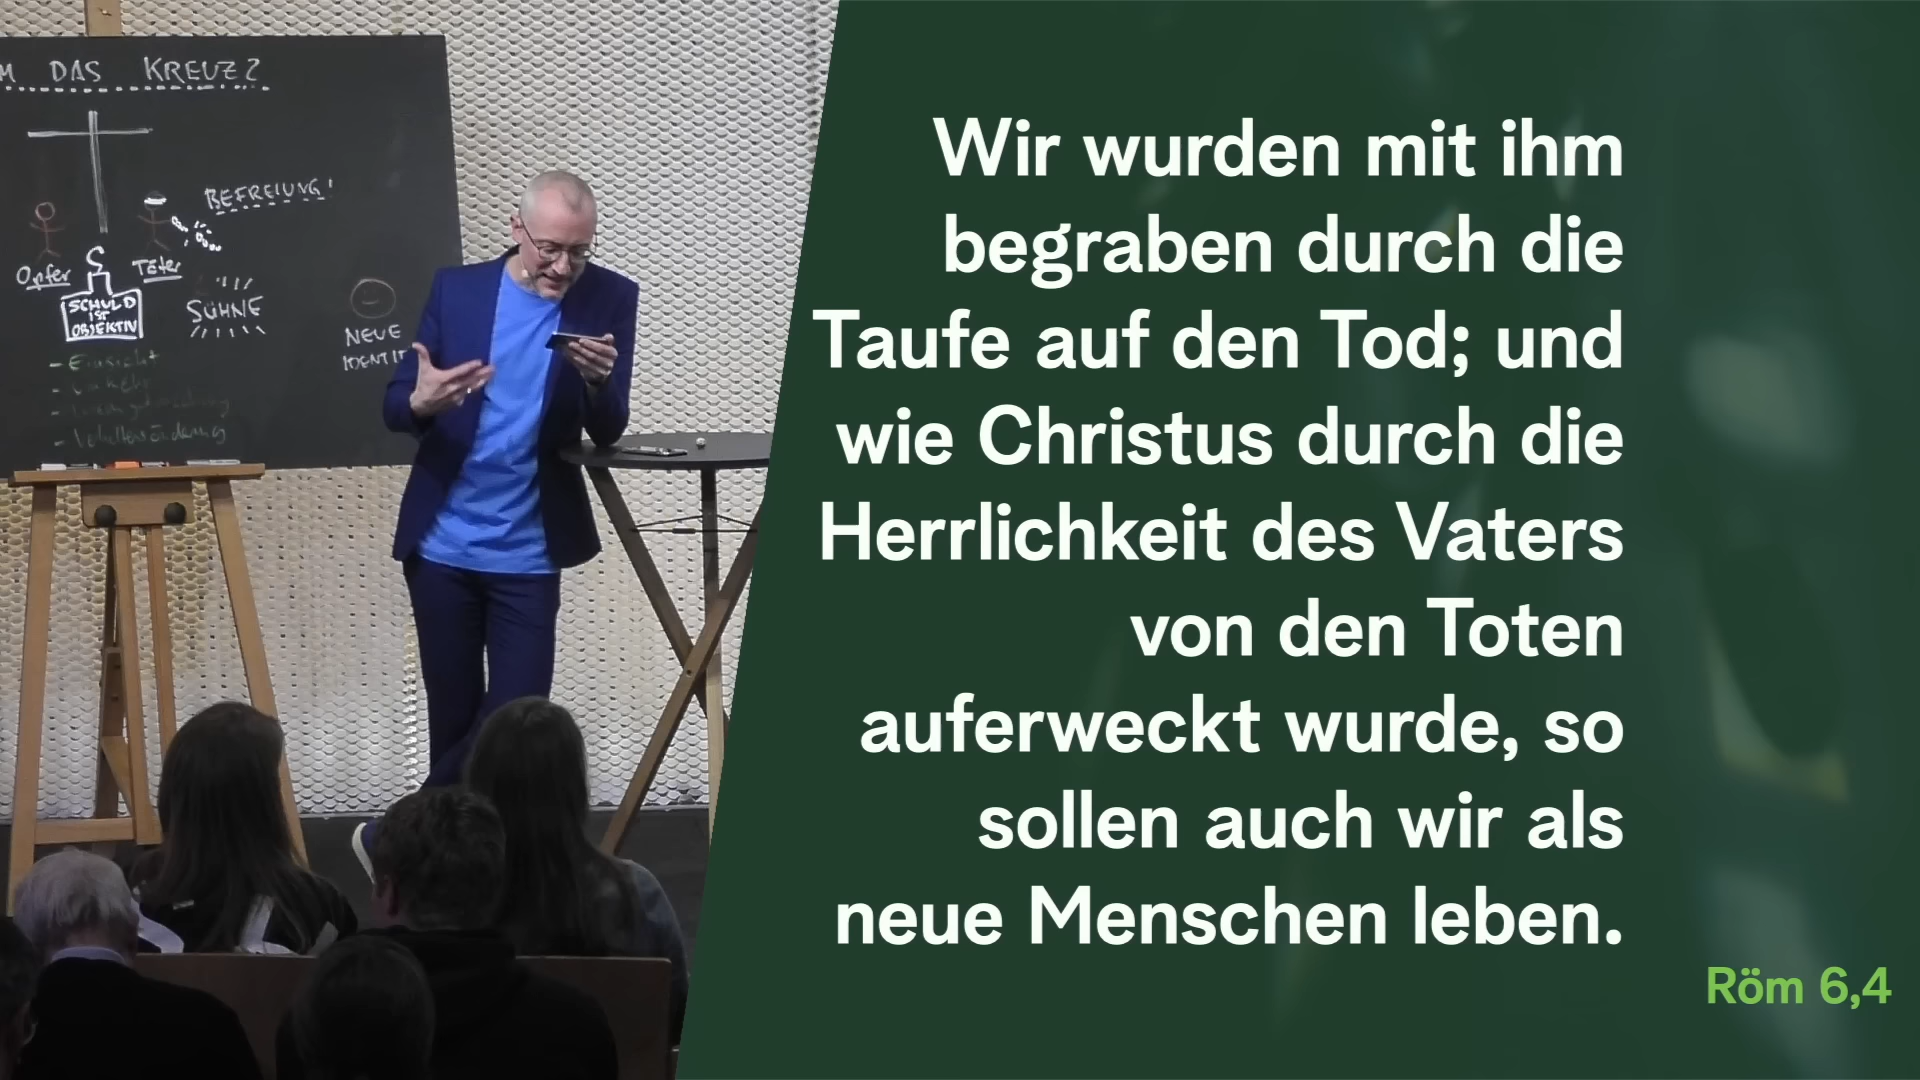 DAS KREUZ?
BEFREIUNG!
Opfer
Täter
SCHULD
IST
OBJEKTIV
SÜHNE
NEUE
- Einsicht
- Verhaltensänderung
Wir wurden mit ihm
begraben durch die
Taufe auf den Tod; und
wie Christus durch die
Herrlichkeit des Vaters
von den Toten
auferweckt wurde, so
sollen auch wir als
neue Menschen leben.
Röm 6,4